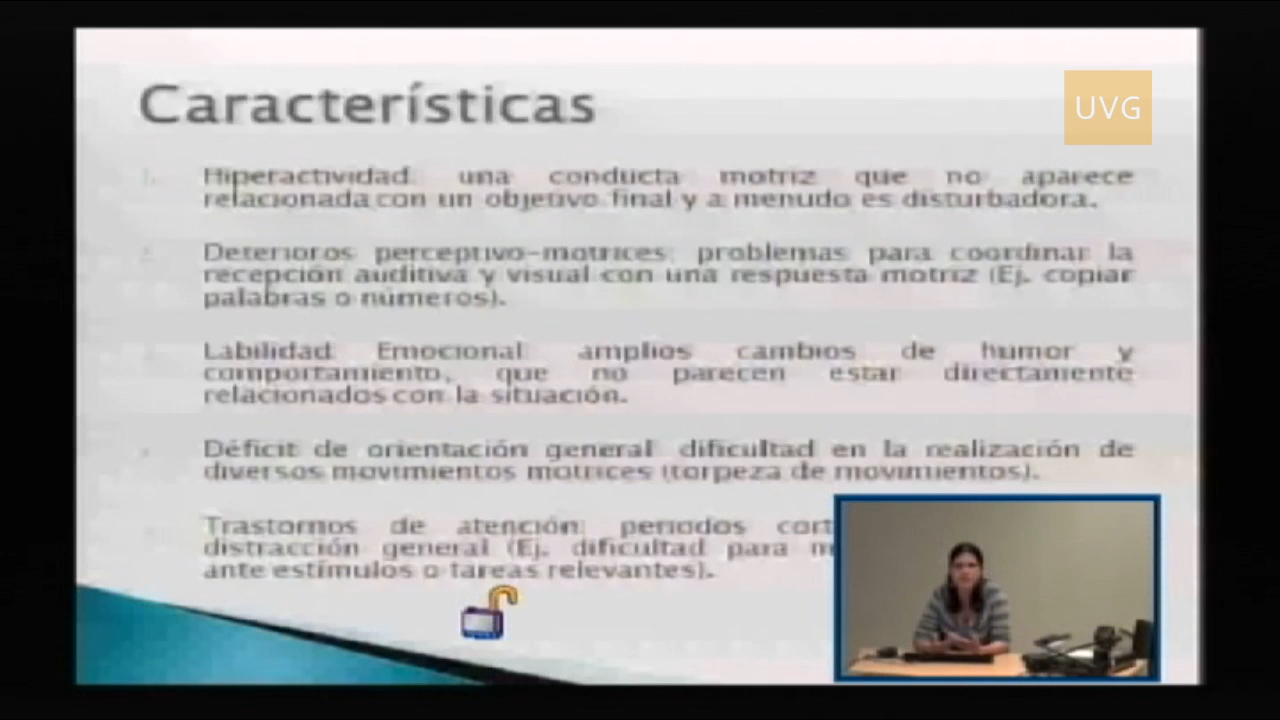 Características
UVG
1. Hiperactividad: una conducta motriz que no aparece
relacionada con un objetivo final y a menudo es disturbadora.
2. Deterioros perceptivo-motrices: problemas para coordinar la
recepción auditiva y visual con una respuesta motriz (Ej. copiar
palabras o números).
Labilidad Emocional: amplios cambios de humor y
comportamiento, que no parecen estar directamente
relacionados con la situación.
Déficit de orientación general: dificultad en la realización de
diversos movimientos motrices (torpeza de movimientos).
Trastornos de atención: periodos
distracción general (Ej. dificultad para
ante estímulos o tareas relevantes).